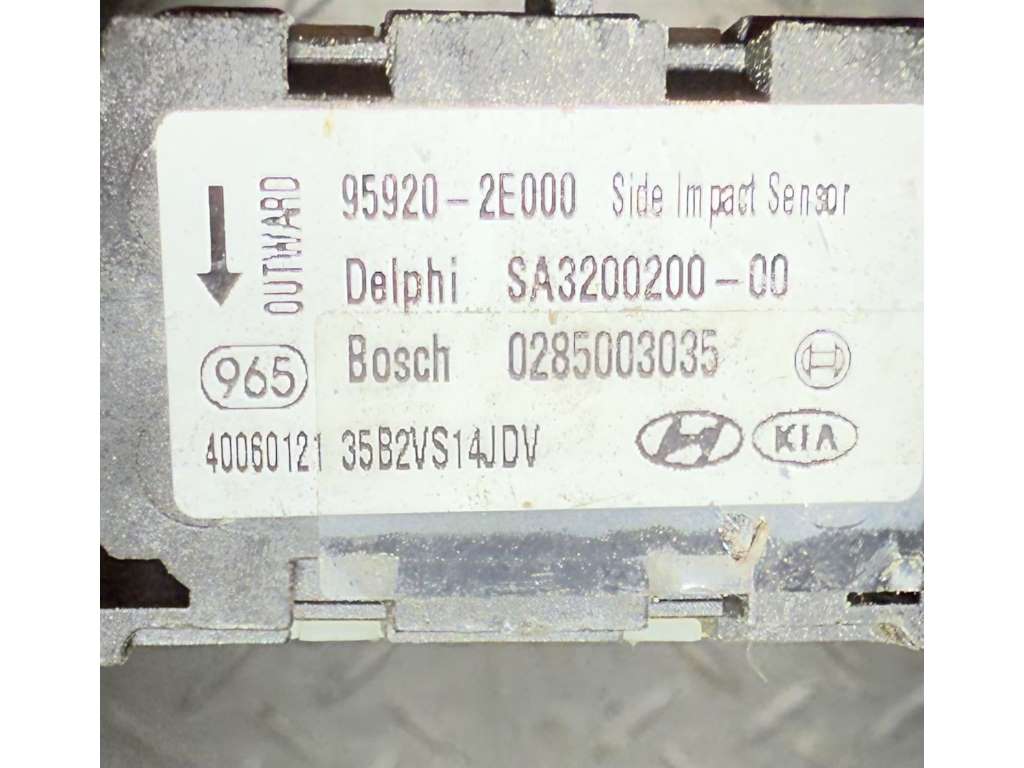 95920-2E000 Side Impact Sensor
OUTWARD
Delphi SA3200200-00
Bosch 0285003035
965
40060121 35B2VS14JDV
KIA